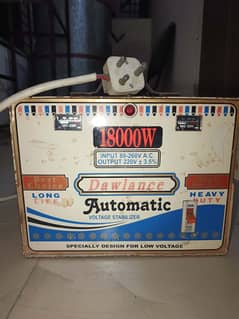 18000W
INPUT 80-260V A.C.
OUTPUT 220V ± 3.5%
Dawlance
LONG
LIFE
Automatic
HEAVY
DUTY
VOLTAGE STABILIZER
SPECIALLY DESIGN FOR LOW VOLTAGE